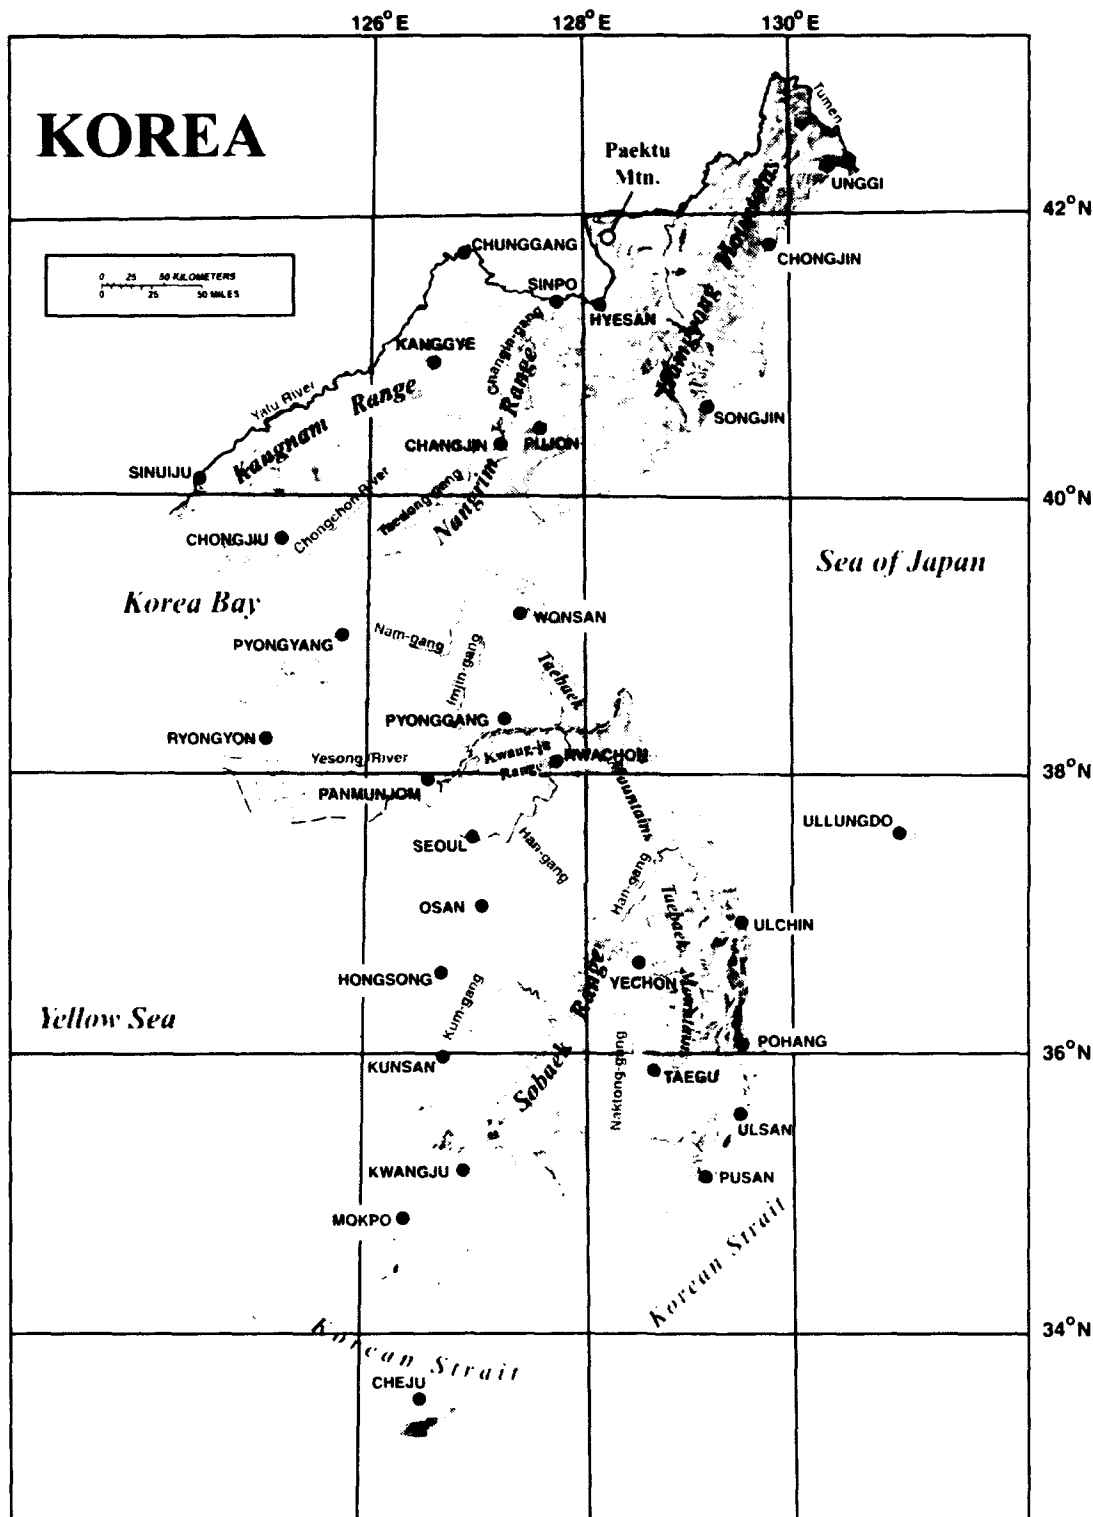 126°E 128°E 130°E
KOREA
Tumen
Paektu
Mtn.
UNGGI
42°N
CHUNGGANG
CHONGJIN
0 25 50 KILOMETERS
0 25 50 MILES
SINPO
HYESAN
Mountains
KANGGYE
Changjin-gang
Yalu River
Kangnam Range
SONGJIN
CHANGJIN
PUJON
Nangrim Range
SINUIJU
40°N
Chongchon River
Taedong-gang
CHONGJU
Sea of Japan
Korea Bay
WONSAN
PYONGYANG
Nam-gang
Imjin-gang
Taebaek
Mountains
PYONGGANG
RYONGYON
Yesong River
HWACHON
38°N
PANMUNJOM
ULLUNGDO
SEOUL
Han-gang
Han-gang
OSAN
Taebaek
Mountains
ULCHIN
HONGSONG
YECHON
Kum-gang
Yellow Sea
Sobaek Range
POHANG
36°N
KUNSAN
TAEGU
Naktong-gang
ULSAN
KWANGJU
PUSAN
MOKPO
Korean Strait
34°N
Korean Strait
CHEJU